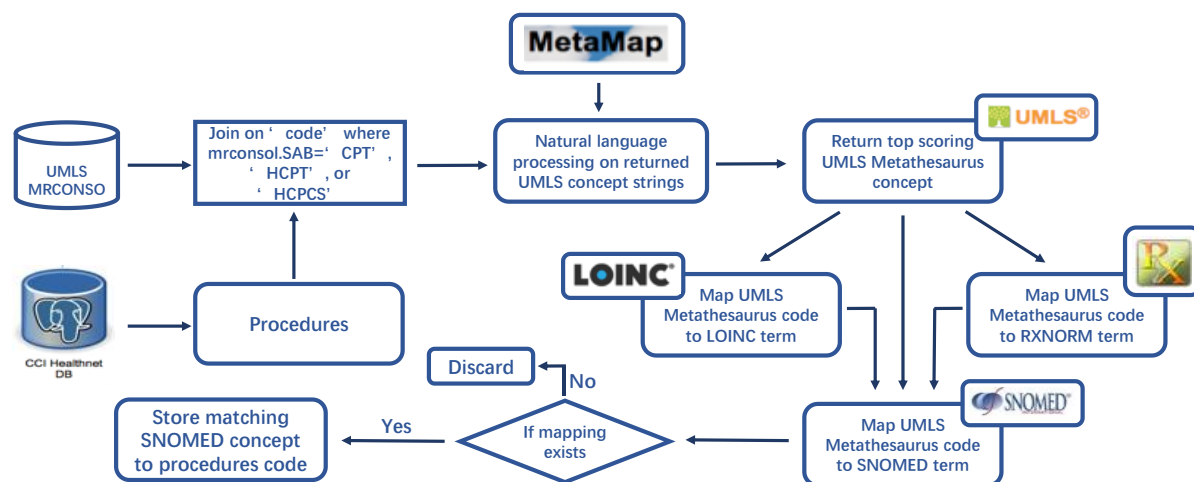 MetaMap
UMLS
MRCONSO
Join on ‘ code’ where
mrconsol.SAB=‘ CPT’ ,
‘ HCPT’ , or
‘ HCPCS’
Natural language
processing on returned
UMLS concept strings
UMLS®
Return top scoring
UMLS Metathesaurus
concept
CCI Healthnet
DB
Procedures
LOINC®
Map UMLS
Metathesaurus code
to LOINC term
Rx
Map UMLS
Metathesaurus code
to RXNORM term
SNOMED
Map UMLS
Metathesaurus code
to SNOMED term
If mapping
exists
No
Discard
Yes
Store matching
SNOMED concept
to procedures code